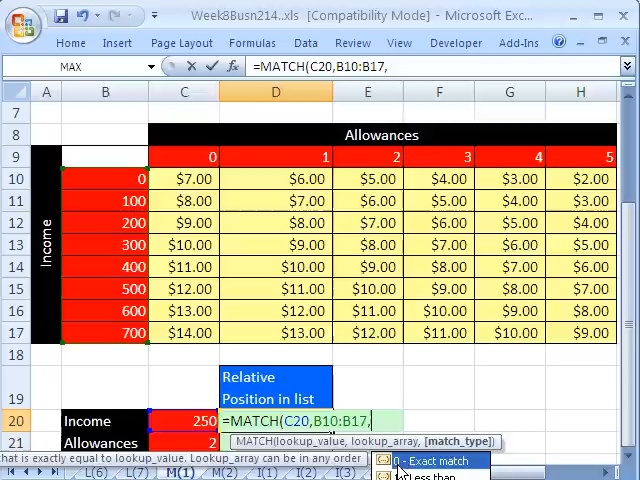 Week8Busn214...xls [Compatibility Mode] - Microsoft Exc...
Home Insert Page Layout Formulas Data Review View Developer Add-Ins
MAX =MATCH(C20,B10:B17,
A B C D E F G H
7
8 Allowances
9 0 1 2 3 4 5
10 0 $7.00 $6.00 $5.00 $4.00 $3.00 $2.00
11 100 $8.00 $7.00 $6.00 $5.00 $4.00 $3.00
12 200 $9.00 $8.00 $7.00 $6.00 $5.00 $4.00
13 300 $10.00 $9.00 $8.00 $7.00 $6.00 $5.00
Income
14 400 $11.00 $10.00 $9.00 $8.00 $7.00 $6.00
15 500 $12.00 $11.00 $10.00 $9.00 $8.00 $7.00
16 600 $13.00 $12.00 $11.00 $10.00 $9.00 $8.00
17 700 $14.00 $13.00 $12.00 $11.00 $10.00 $9.00
18
Relative
19 Position in list
20 Income 250 =MATCH(C20,B10:B17,
21 Allowances 2 MATCH(lookup_value, lookup_array, [match_type])
that is exactly equal to lookup_value. Lookup_array can be in any order
0 - Exact match
Less than
L(6) M(1) M(2) I(1) I(2) I(3)